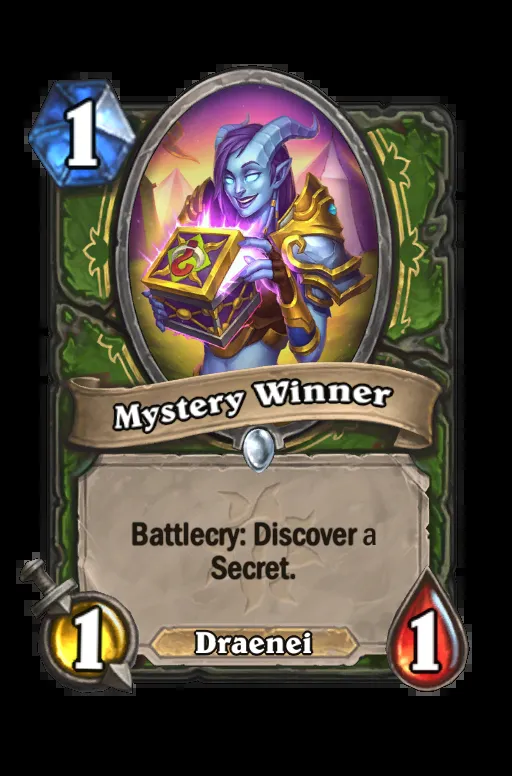 1
Mystery Winner
Battlecry: Discover a
Secret.
1
Draenei
1